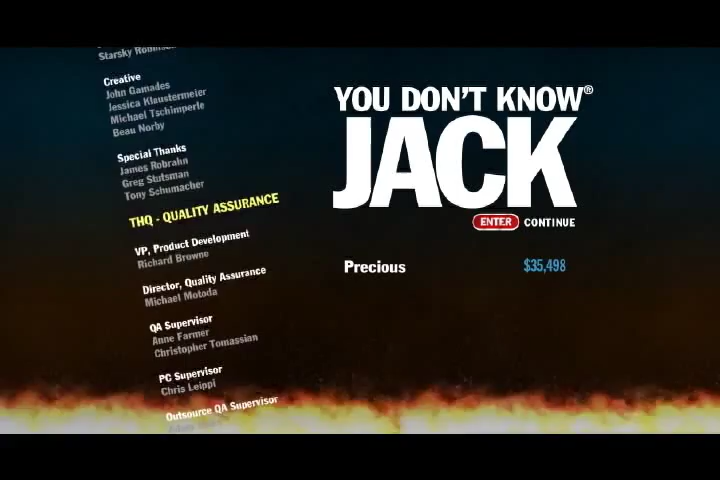 Starsky
Creative
John Gamades
Jessica Klaustermeier
Michael Tschimperle
Beau Norby
Special Thanks
James Robrahn
Greg Stutsman
Tony Schumacher
THQ - QUALITY ASSURANCE
VP, Product Development
Richard Browne
Director, Quality Assurance
Michael Motoda
QA Supervisor
Anne Farmer
Christopher Tomassian
PC Supervisor
Chris Leippi
Outsource QA Supervisor
YOU DON'T KNOW®
JACK
ENTER CONTINUE
Precious $35,498